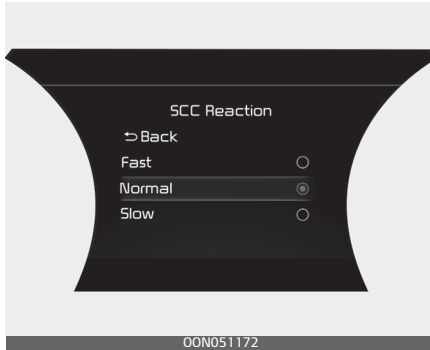 SCC Reaction
⮌ Back
Fast
Normal
Slow
OON051172